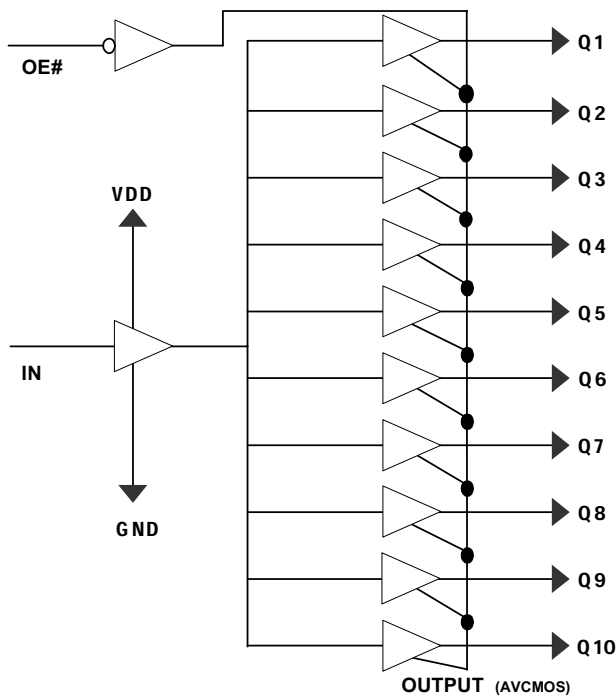 Q1
OE#
Q2
Q3
VDD
Q4
Q5
IN
Q6
Q7
Q8
GND
Q9
Q10
OUTPUT (AVCMOS)